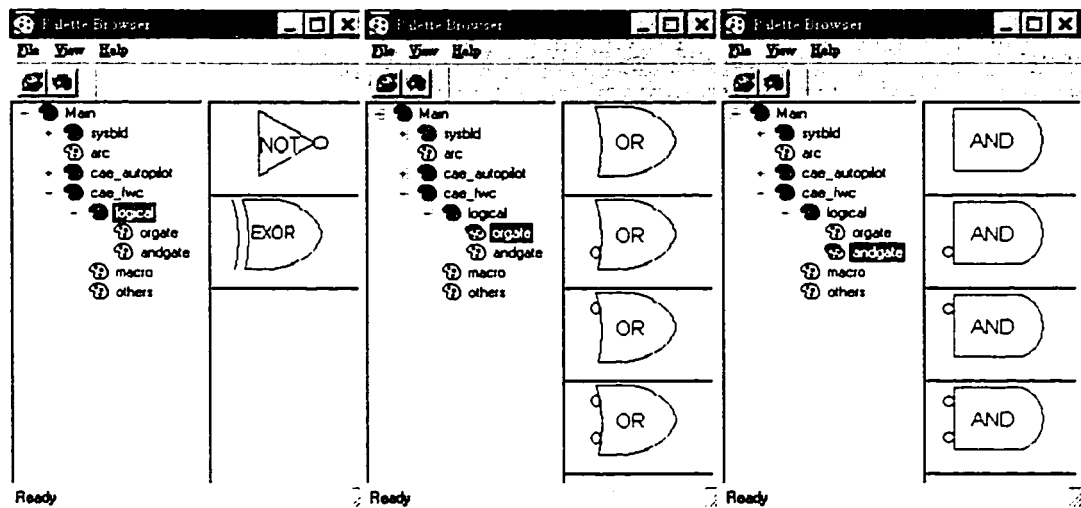 Palette Browser
File View Help
Main
sysbld
arc
cae_autopilot
cae_fwc
logical
orgate
andgate
macro
others
NOT
EXOR
Ready
Palette Browser
File View Help
Main
sysbld
arc
cae_autopilot
cae_fwc
logical
orgate
andgate
macro
others
OR
OR
OR
OR
Ready
Palette Browser
File View Help
Main
sysbld
arc
cae_autopilot
cae_fwc
logical
orgate
andgate
macro
others
AND
AND
AND
AND
Ready